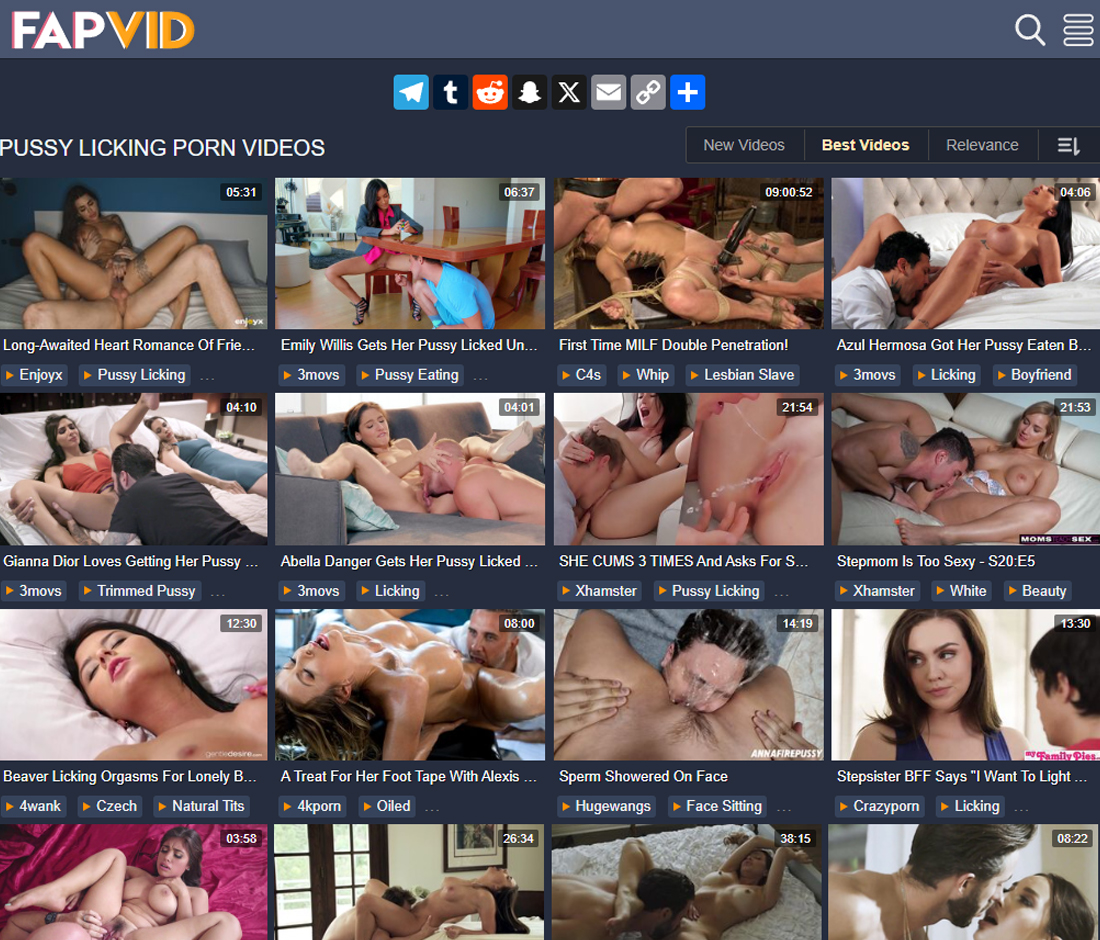 FAPVID
PUSSY LICKING PORN VIDEOS
New Videos
Best Videos
Relevance
05:31
06:37
09:00:52
04:06
enjoyx
Long-Awaited Heart Romance Of Frie...
Emily Willis Gets Her Pussy Licked Un...
First Time MILF Double Penetration!
Azul Hermosa Got Her Pussy Eaten B...
Enjoyx
Pussy Licking
...
3movs
Pussy Eating
...
C4s
Whip
Lesbian Slave
3movs
Licking
Boyfriend
04:10
04:01
21:54
21:53
Gianna Dior Loves Getting Her Pussy ...
Abella Danger Gets Her Pussy Licked ...
SHE CUMS 3 TIMES And Asks For S...
Stepmom Is Too Sexy - S20:E5
3movs
Trimmed Pussy
...
3movs
Licking
...
Xhamster
Pussy Licking
...
Xhamster
White
Beauty
12:30
08:00
14:19
13:30
gentledesire.com
ANNAFIREPUSSY
my Family Pies
Beaver Licking Orgasms For Lonely B...
A Treat For Her Foot Tape With Alexis ...
Sperm Showered On Face
Stepsister BFF Says "I Want To Light ...
4wank
Czech
Natural Tits
4kporn
Oiled
...
Hugewangs
Face Sitting
...
Crazyporn
Licking
...
03:58
26:34
38:15
08:22